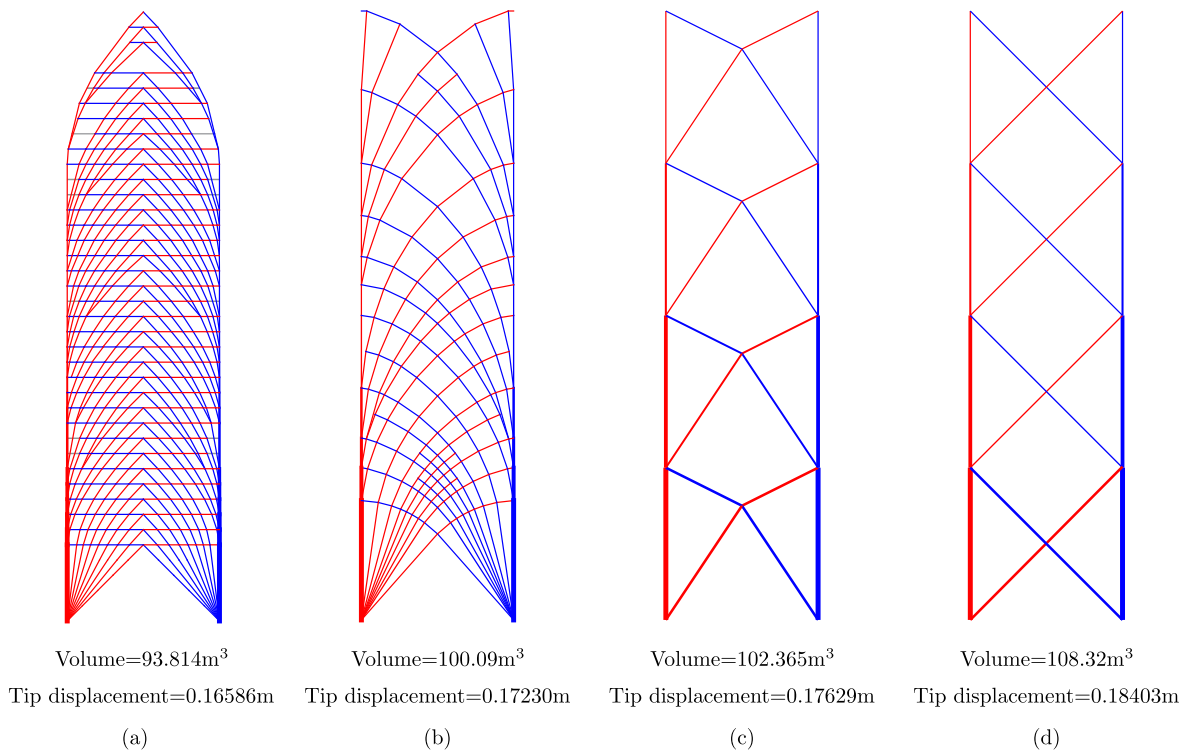 Volume=93.814m³ Volume=100.09m³ Volume=102.365m³ Volume=108.32m³
Tip displacement=0.16586m Tip displacement=0.17230m Tip displacement=0.17629m Tip displacement=0.18403m
(a) (b) (c) (d)